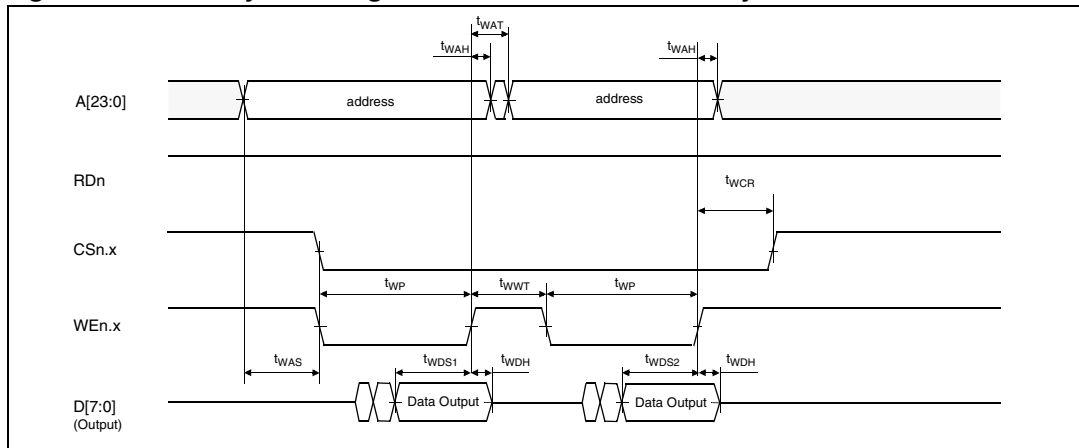 tWAT
tWAH
tWAH
A[23:0]
address
address
RDn
tWCR
CSn.x
tWP
tWWT
tWP
WEn.x
tWAS
tWDS1
tWDH
tWDS2
tWDH
D[7:0]
(Output)
Data Output
Data Output